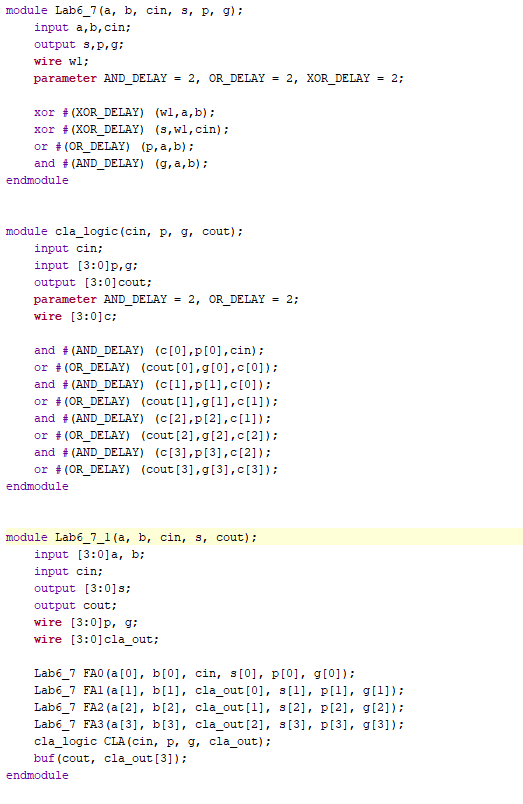 module Lab6_7(a, b, cin, s, p, g);
    input a,b,cin;
    output s,p,g;
    wire w1;
    parameter AND_DELAY = 2, OR_DELAY = 2, XOR_DELAY = 2;

    xor #(XOR_DELAY) (w1,a,b);
    xor #(XOR_DELAY) (s,w1,cin);
    or #(OR_DELAY) (p,a,b);
    and #(AND_DELAY) (g,a,b);
endmodule


module cla_logic(cin, p, g, cout);
    input cin;
    input [3:0]p,g;
    output [3:0]cout;
    parameter AND_DELAY = 2, OR_DELAY = 2;
    wire [3:0]c;

    and #(AND_DELAY) (c[0],p[0],cin);
    or #(OR_DELAY) (cout[0],g[0],c[0]);
    and #(AND_DELAY) (c[1],p[1],c[0]);
    or #(OR_DELAY) (cout[1],g[1],c[1]);
    and #(AND_DELAY) (c[2],p[2],c[1]);
    or #(OR_DELAY) (cout[2],g[2],c[2]);
    and #(AND_DELAY) (c[3],p[3],c[2]);
    or #(OR_DELAY) (cout[3],g[3],c[3]);
endmodule


module Lab6_7_1(a, b, cin, s, cout);
    input [3:0]a, b;
    input cin;
    output [3:0]s;
    output cout;
    wire [3:0]p, g;
    wire [3:0]cla_out;

    Lab6_7 FA0(a[0], b[0], cin, s[0], p[0], g[0]);
    Lab6_7 FA1(a[1], b[1], cla_out[0], s[1], p[1], g[1]);
    Lab6_7 FA2(a[2], b[2], cla_out[1], s[2], p[2], g[2]);
    Lab6_7 FA3(a[3], b[3], cla_out[2], s[3], p[3], g[3]);
    cla_logic CLA(cin, p, g, cla_out);
    buf(cout, cla_out[3]);
endmodule